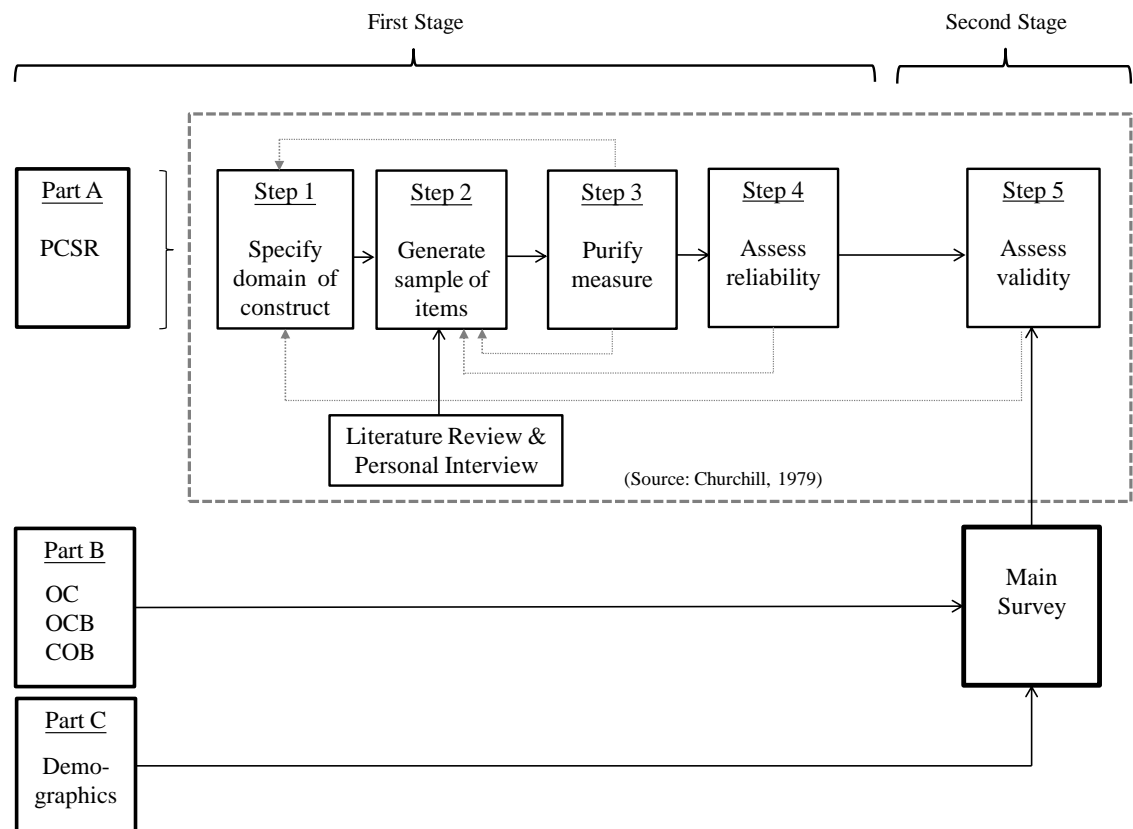 First Stage
Second Stage
Part A
PCSR
Step 1
Specify
domain of
construct
Step 2
Generate
sample of
items
Step 3
Purify
measure
Step 4
Assess
reliability
Step 5
Assess
validity
Literature Review &
Personal Interview
(Source: Churchill, 1979)
Part B
OC
OCB
COB
Main
Survey
Part C
Demo-
graphics